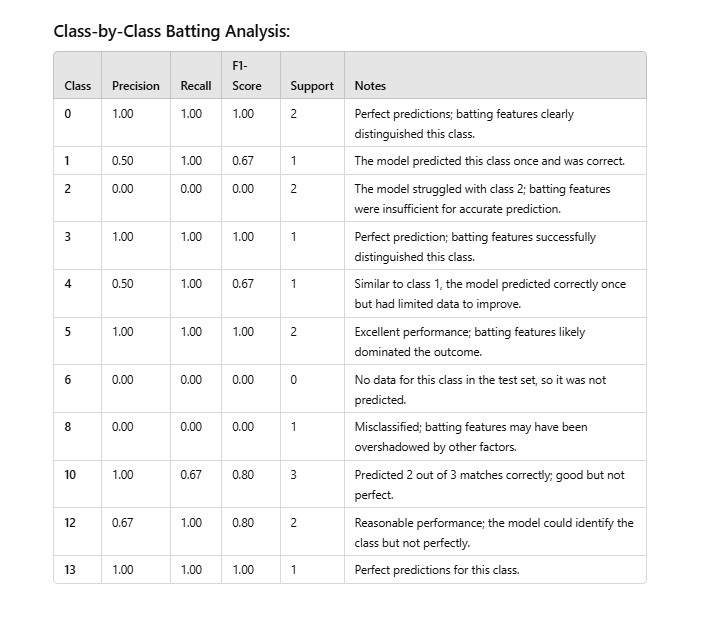 Class-by-Class Batting Analysis:
F1-
Class Precision Recall Score Support Notes
0 1.00 1.00 1.00 2 Perfect predictions; batting features clearly
distinguished this class.
1 0.50 1.00 0.67 1 The model predicted this class once and was correct.
2 0.00 0.00 0.00 2 The model struggled with class 2; batting features
were insufficient for accurate prediction.
3 1.00 1.00 1.00 1 Perfect prediction; batting features successfully
distinguished this class.
4 0.50 1.00 0.67 1 Similar to class 1, the model predicted correctly once
but had limited data to improve.
5 1.00 1.00 1.00 2 Excellent performance; batting features likely
dominated the outcome.
6 0.00 0.00 0.00 0 No data for this class in the test set, so it was not
predicted.
8 0.00 0.00 0.00 1 Misclassified; batting features may have been
overshadowed by other factors.
10 1.00 0.67 0.80 3 Predicted 2 out of 3 matches correctly; good but not
perfect.
12 0.67 1.00 0.80 2 Reasonable performance; the model could identify the
class but not perfectly.
13 1.00 1.00 1.00 1 Perfect predictions for this class.